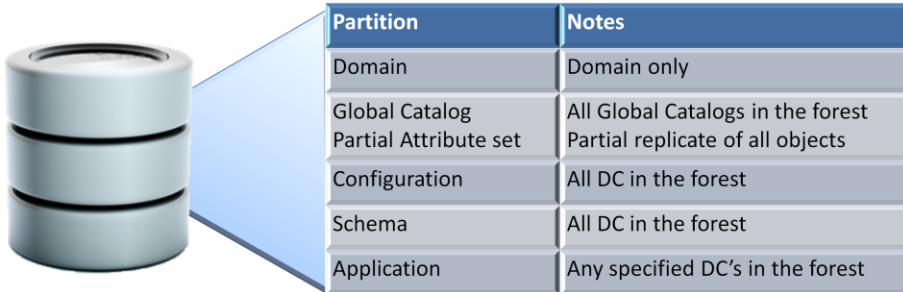 Partition Notes
Domain Domain only
Global Catalog All Global Catalogs in the forest
Partial Attribute set Partial replicate of all objects
Configuration All DC in the forest
Schema All DC in the forest
Application Any specified DC's in the forest